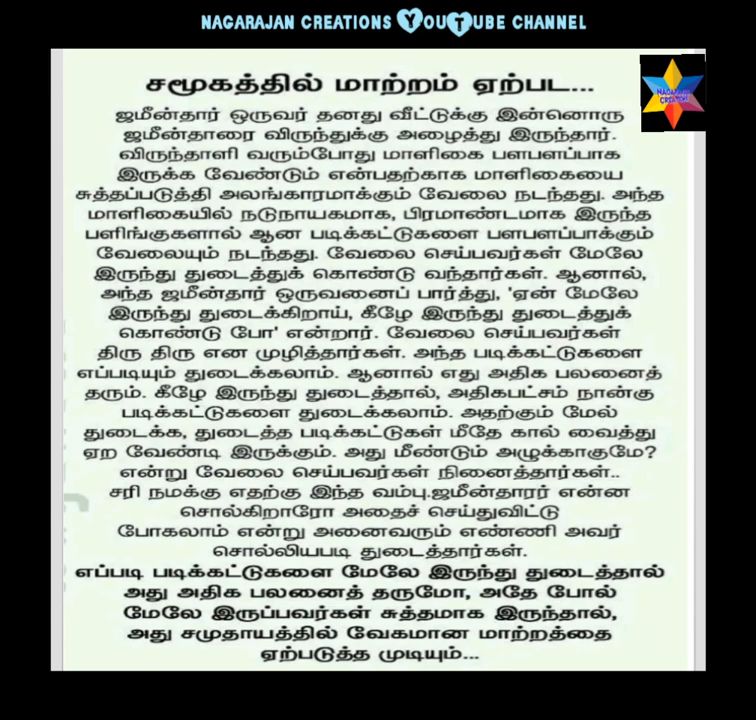 NAGARAJAN CREATIONS YOUTUBE CHANNEL
NAGARAJAN CREATIONS
சமூகத்தில் மாற்றம் ஏற்பட...
ஜமீன்தார் ஒருவர் தனது வீட்டுக்கு இன்னொரு
ஜமீன்தாரை விருந்துக்கு அழைத்து இருந்தார்.
விருந்தாளி வரும்போது மாளிகை பளபளப்பாக
இருக்க வேண்டும் என்பதற்காக மாளிகையை
சுத்தப்படுத்தி அலங்காரமாக்கும் வேலை நடந்தது. அந்த
மாளிகையில் நடுநாயகமாக, பிரமாண்டமாக இருந்த
பளிங்குகளால் ஆன படிக்கட்டுகளை பளபளப்பாக்கும்
வேலையும் நடந்தது. வேலை செய்பவர்கள் மேலே
இருந்து துடைத்துக் கொண்டு வந்தார்கள். ஆனால்,
அந்த ஜமீன்தார் ஒருவனைப் பார்த்து, 'ஏன் மேலே
இருந்து துடைக்கிறாய், கீழே இருந்து துடைத்துக்
கொண்டு போ' என்றார். வேலை செய்பவர்கள்
திரு திரு என முழித்தார்கள். அந்த படிக்கட்டுகளை
எப்படியும் துடைக்கலாம். ஆனால் எது அதிக பலனைத்
தரும். கீழே இருந்து துடைத்தால், அதிகபட்சம் நான்கு
படிக்கட்டுகளை துடைக்கலாம். அதற்கும் மேல்
துடைக்க, துடைத்த படிக்கட்டுகள் மீதே கால் வைத்து
ஏற வேண்டி இருக்கும். அது மீண்டும் அழுக்காகுமே?
என்று வேலை செய்பவர்கள் நினைத்தார்கள்..
சரி நமக்கு எதற்கு இந்த வம்பு.ஜமீன்தாரர் என்ன
சொல்கிறாரோ அதைச் செய்துவிட்டு
போகலாம் என்று அனைவரும் எண்ணி அவர்
சொல்லியபடி துடைத்தார்கள்.
எப்படி படிக்கட்டுகளை மேலே இருந்து துடைத்தால்
அது அதிக பலனைத் தருமோ, அதே போல்
மேலே இருப்பவர்கள் சுத்தமாக இருந்தால்,
அது சமுதாயத்தில் வேகமான மாற்றத்தை
ஏற்படுத்த முடியும்...